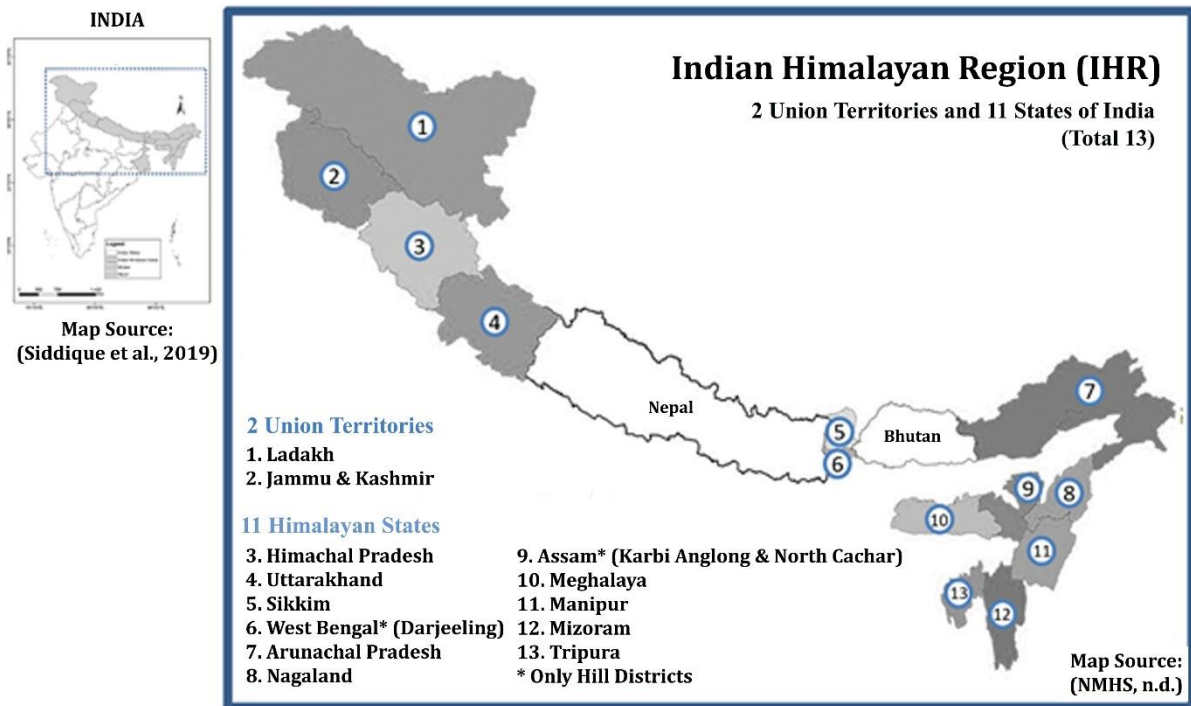 INDIA
Legend
Map Source:
(Siddique et al., 2019)
Indian Himalayan Region (IHR)
2 Union Territories and 11 States of India
(Total 13)
1
2
3
4
Nepal
5
6
Bhutan
7
8
9
10
11
12
13
2 Union Territories
1. Ladakh
2. Jammu & Kashmir
11 Himalayan States
3. Himachal Pradesh
4. Uttarakhand
5. Sikkim
6. West Bengal* (Darjeeling)
7. Arunachal Pradesh
8. Nagaland
9. Assam* (Karbi Anglong & North Cachar)
10. Meghalaya
11. Manipur
12. Mizoram
13. Tripura
* Only Hill Districts
Map Source:
(NMHS, n.d.)